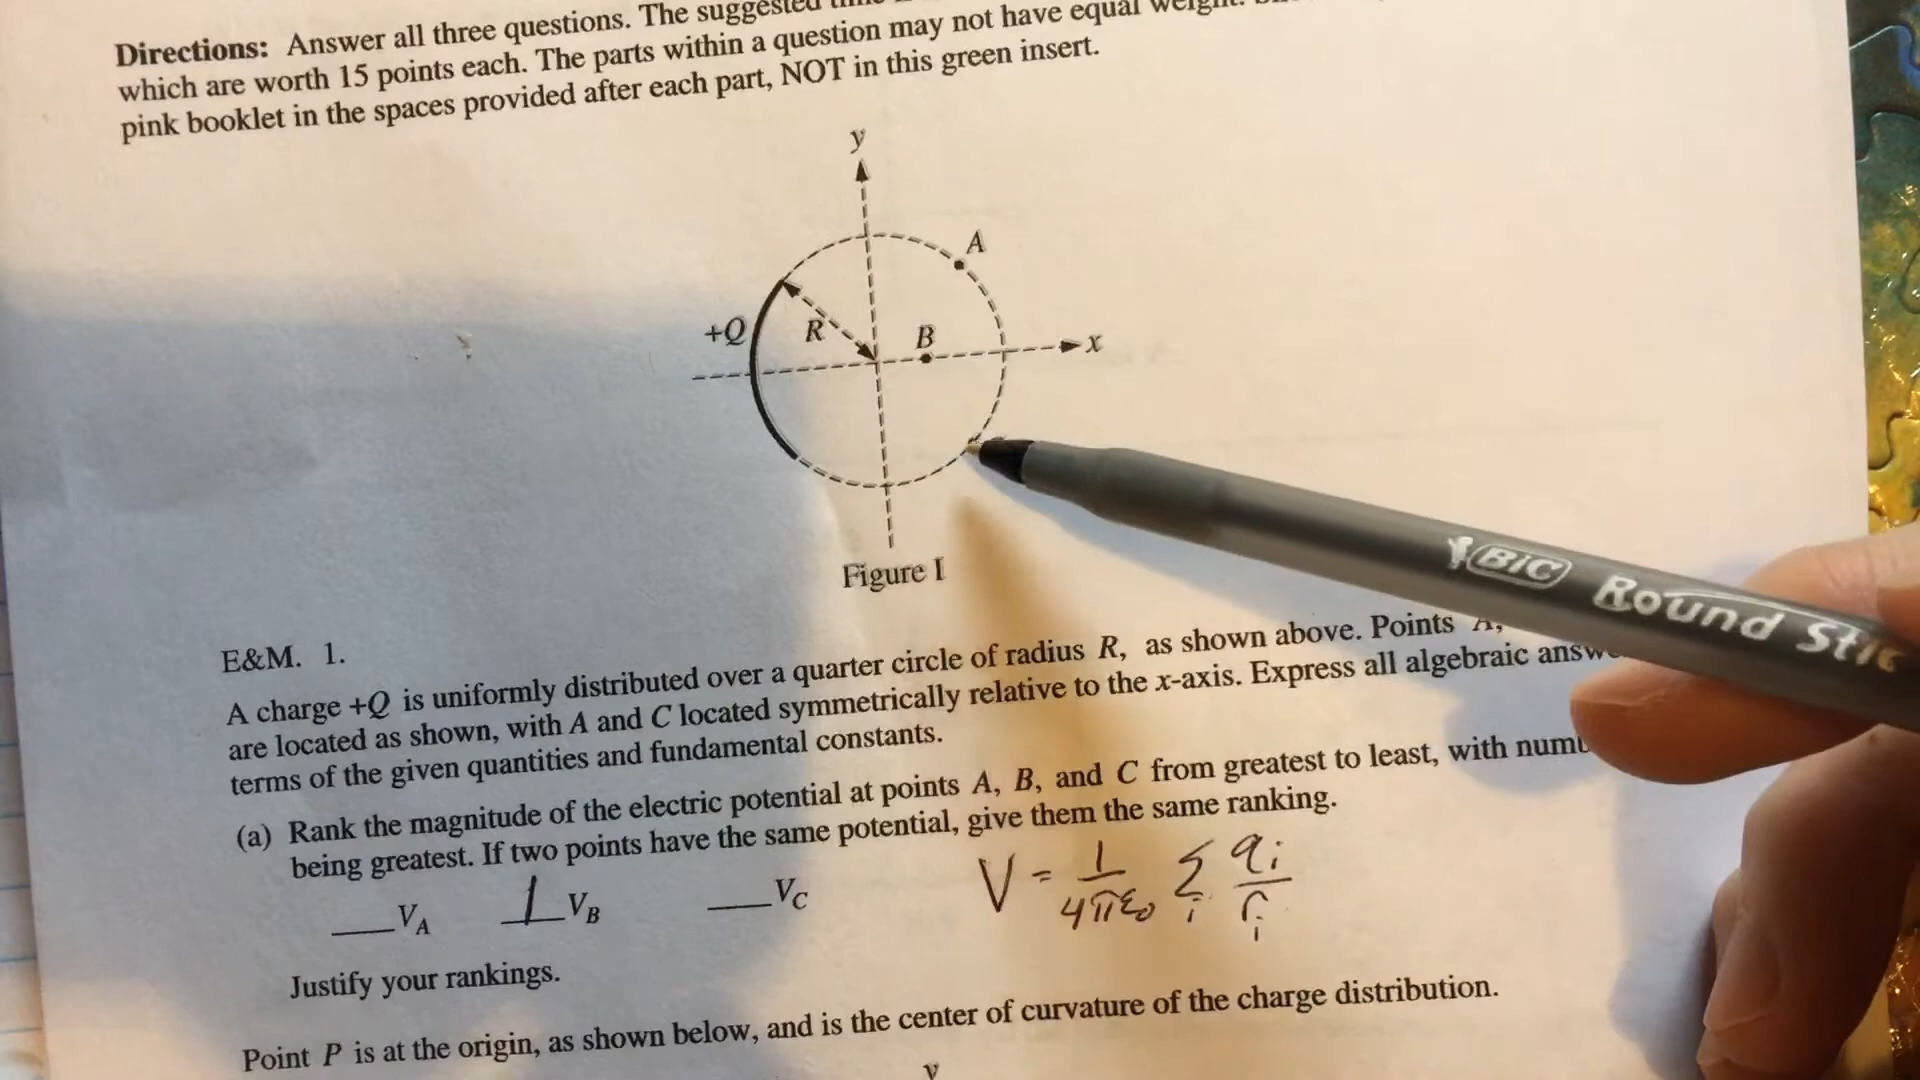 Directions: Answer all three questions. The suggested
which are worth 15 points each. The parts within a question may not have equal weight.
pink booklet in the spaces provided after each part, NOT in this green insert.
y
A
+Q
R
B
x
Figure I
E&M. 1.
A charge +Q is uniformly distributed over a quarter circle of radius R, as shown above. Points A,
are located as shown, with A and C located symmetrically relative to the x-axis. Express all algebraic
terms of the given quantities and fundamental constants.
(a) Rank the magnitude of the electric potential at points A, B, and C from greatest to least, with
being greatest. If two points have the same potential, give them the same ranking.
V = 1/4πε₀ Σᵢ qᵢ/rᵢ
___V_A 1 V_B ___V_C
Justify your rankings.
Point P is at the origin, as shown below, and is the center of curvature of the charge distribution.
y
BIC Round Stic